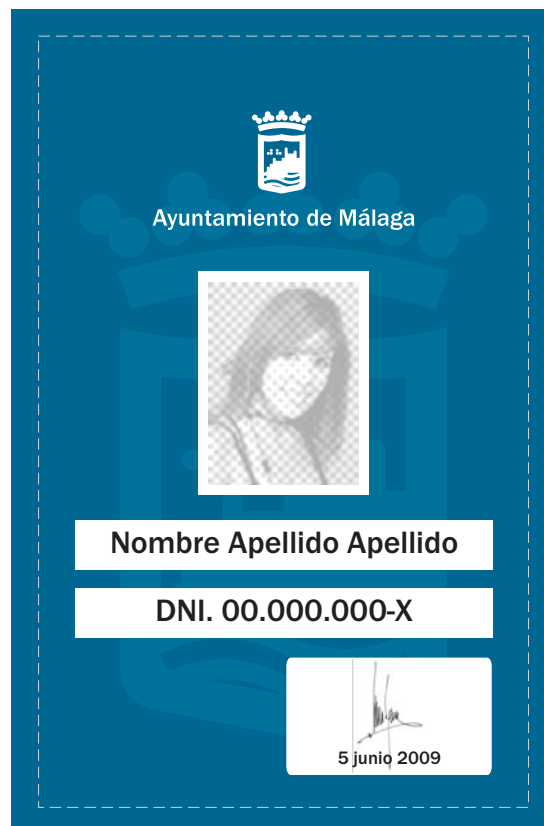 Ayuntamiento de Málaga
Nombre Apellido Apellido
DNI. 00.000.000-X
5 junio 2009